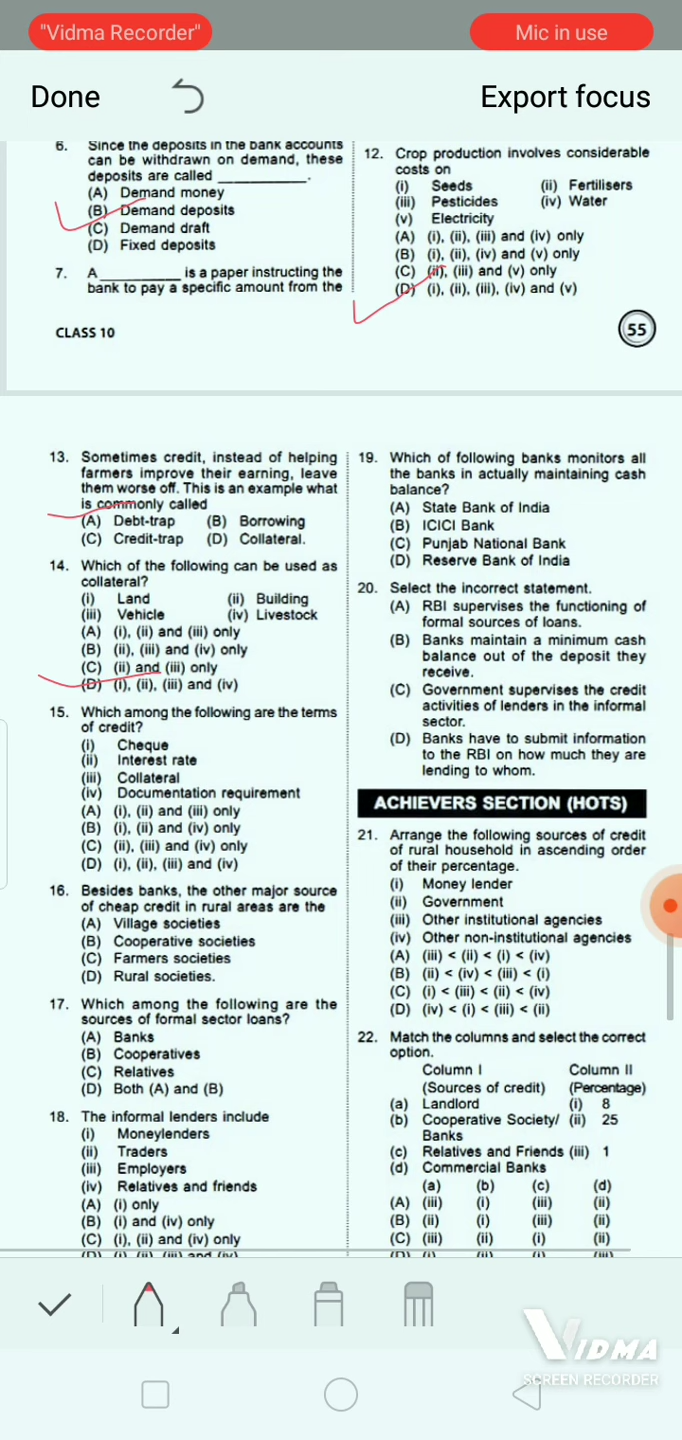 "Vidma Recorder"
Mic in use
Done
Export focus
6. Since the deposits in the bank accounts
can be withdrawn on demand, these
deposits are called ____________.
(A) Demand money
(B) Demand deposits
(C) Demand draft
(D) Fixed deposits
7. A___________ is a paper instructing the
bank to pay a specific amount from the
12. Crop production involves considerable
costs on
(i) Seeds (ii) Fertilisers
(iii) Pesticides (iv) Water
(v) Electricity
(A) (i), (ii), (iii) and (iv) only
(B) (i), (ii), (iv) and (v) only
(C) (ii), (iii) and (v) only
(D) (i), (ii), (iii), (iv) and (v)
CLASS 10
55
13. Sometimes credit, instead of helping
farmers improve their earning, leave
them worse off. This is an example what
is commonly called
(A) Debt-trap (B) Borrowing
(C) Credit-trap (D) Collateral.
14. Which of the following can be used as
collateral?
(i) Land (ii) Building
(iii) Vehicle (iv) Livestock
(A) (i), (ii) and (iii) only
(B) (ii), (iii) and (iv) only
(C) (ii) and (iii) only
(D) (i), (ii), (iii) and (iv)
15. Which among the following are the terms
of credit?
(i) Cheque
(ii) Interest rate
(iii) Collateral
(iv) Documentation requirement
(A) (i), (ii) and (iii) only
(B) (i), (ii) and (iv) only
(C) (ii), (iii) and (iv) only
(D) (i), (ii), (iii) and (iv)
16. Besides banks, the other major source
of cheap credit in rural areas are the
(A) Village societies
(B) Cooperative societies
(C) Farmers societies
(D) Rural societies.
17. Which among the following are the
sources of formal sector loans?
(A) Banks
(B) Cooperatives
(C) Relatives
(D) Both (A) and (B)
18. The informal lenders include
(i) Moneylenders
(ii) Traders
(iii) Employers
(iv) Relatives and friends
(A) (i) only
(B) (i) and (iv) only
(C) (i), (ii) and (iv) only
(D) (i), (ii), (iii) and (iv)
19. Which of following banks monitors all
the banks in actually maintaining cash
balance?
(A) State Bank of India
(B) ICICI Bank
(C) Punjab National Bank
(D) Reserve Bank of India
20. Select the incorrect statement.
(A) RBI supervises the functioning of
formal sources of loans.
(B) Banks maintain a minimum cash
balance out of the deposit they
receive.
(C) Government supervises the credit
activities of lenders in the informal
sector.
(D) Banks have to submit information
to the RBI on how much they are
lending to whom.
ACHIEVERS SECTION (HOTS)
21. Arrange the following sources of credit
of rural household in ascending order
of their percentage.
(i) Money lender
(ii) Government
(iii) Other institutional agencies
(iv) Other non-institutional agencies
(A) (iii) < (ii) < (i) < (iv)
(B) (ii) < (iv) < (iii) < (i)
(C) (i) < (iii) < (ii) < (iv)
(D) (iv) < (i) < (iii) < (ii)
22. Match the columns and select the correct
option.
Column I Column II
(Sources of credit) (Percentage)
(a) Landlord (i) 8
(b) Cooperative Society/ (ii) 25
Banks
(c) Relatives and Friends (iii) 1
(d) Commercial Banks
(a) (b) (c) (d)
(A) (iii) (i) (iii) (ii)
(B) (ii) (i) (iii) (ii)
(C) (iii) (ii) (i) (ii)
(D) (i) (ii) (i) (iii)
VIDMA
SCREEN RECORDER